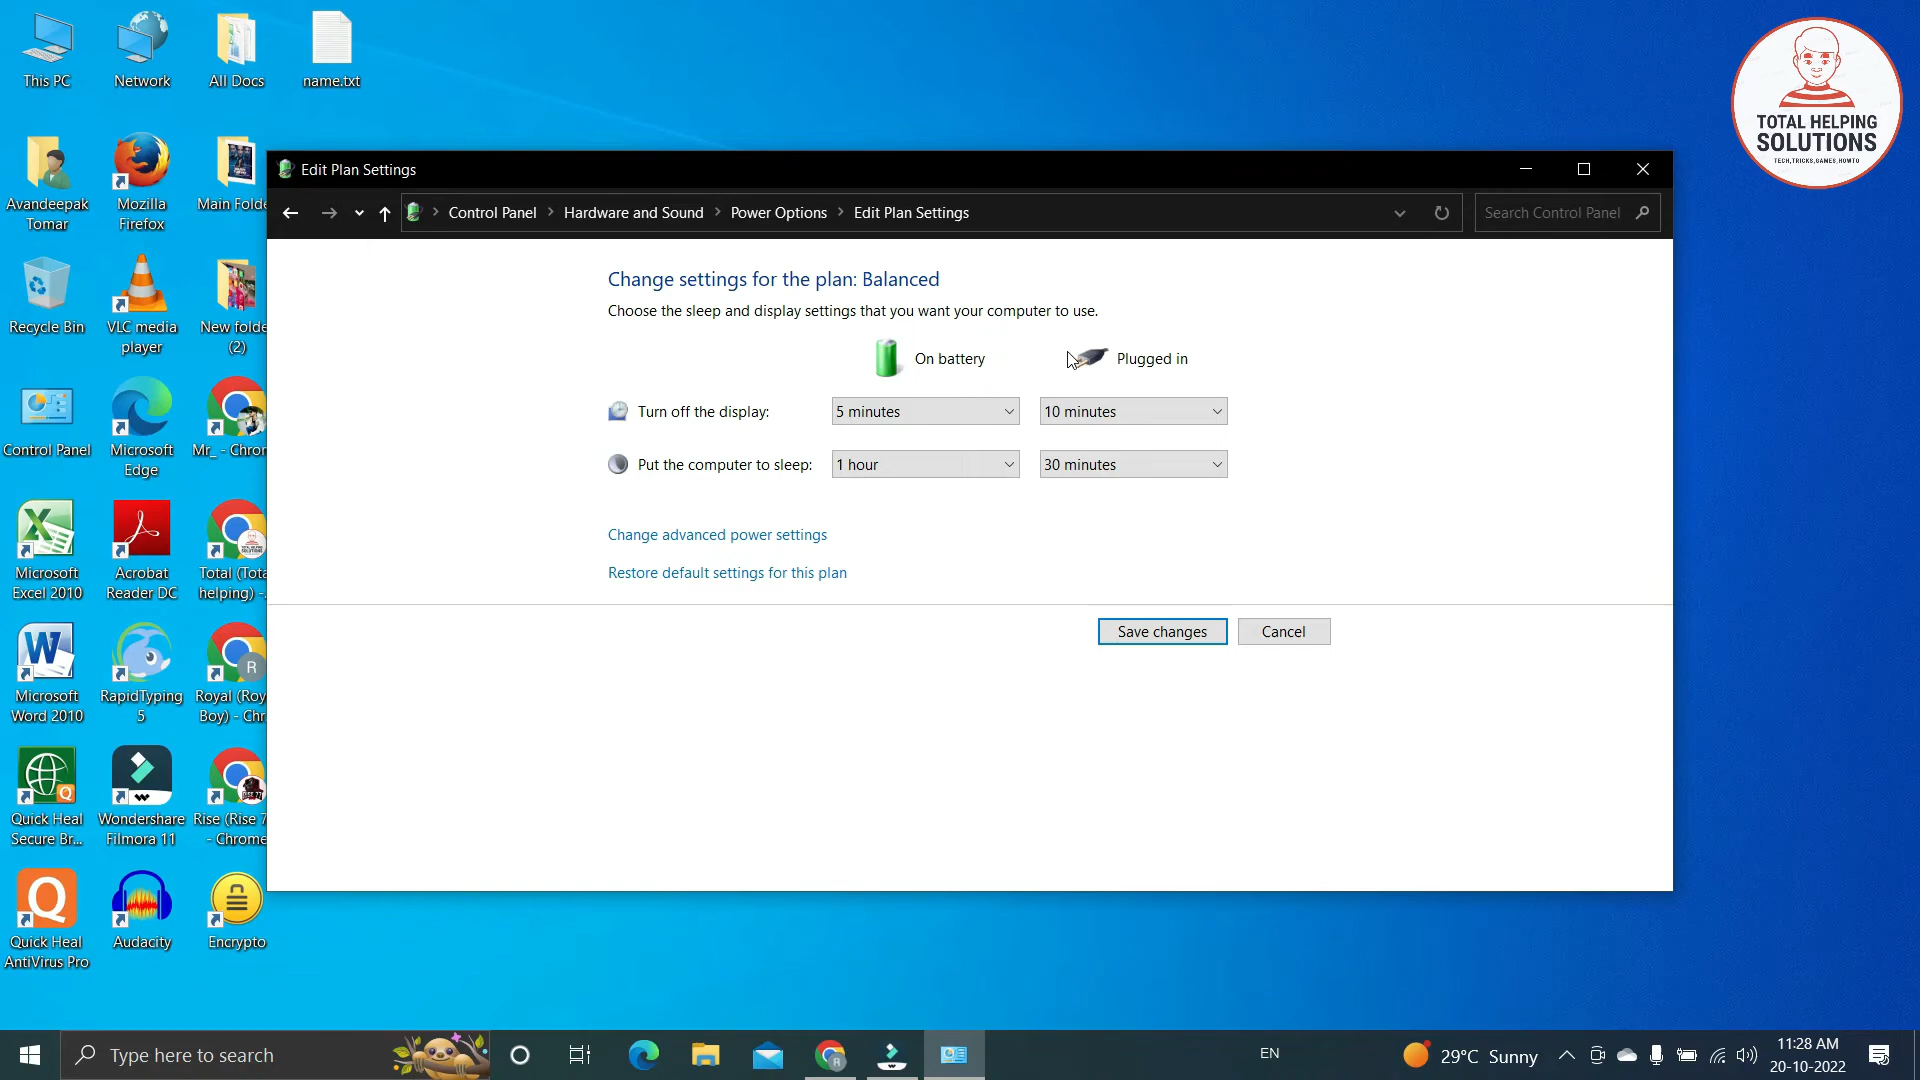 This PC
Network
All Docs
name.txt
TOTAL HELPING
SOLUTIONS
TECH,TRICKS,GAMES,HOWTO
Avandeepak
Tomar
Mozilla
Firefox
Main Folde
Edit Plan Settings
Control Panel
Hardware and Sound
Power Options
Edit Plan Settings
Search Control Panel
Change settings for the plan: Balanced
Choose the sleep and display settings that you want your computer to use.
On battery
Plugged in
Turn off the display:
5 minutes
10 minutes
Put the computer to sleep:
1 hour
30 minutes
Change advanced power settings
Restore default settings for this plan
Save changes
Cancel
Recycle Bin
VLC media
player
New folde
(2)
Control Panel
Microsoft
Edge
Mr_ - Chron
Microsoft
Excel 2010
Acrobat
Reader DC
Total (Tota
helping) -.
Microsoft
Word 2010
RapidTyping
5
R
Royal (Roy
Boy) - Chr
Quick Heal
Secure Br...
Wondershare
Filmora 11
Rise (Rise 7
- Chrome
Quick Heal
AntiVirus Pro
Audacity
Encrypto
Type here to search
EN
29°C Sunny
11:28 AM
20-10-2022